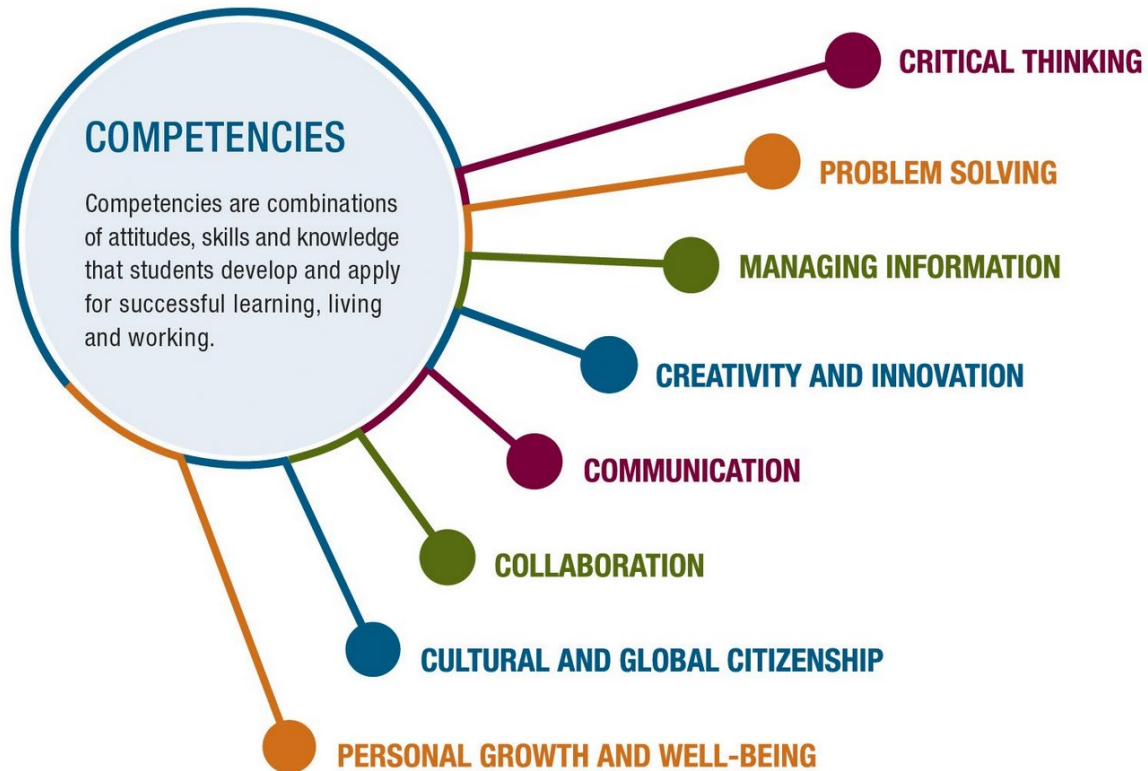 COMPETENCIES
Competencies are combinations
of attitudes, skills and knowledge
that students develop and apply
for successful learning, living
and working.
CRITICAL THINKING
PROBLEM SOLVING
MANAGING INFORMATION
CREATIVITY AND INNOVATION
COMMUNICATION
COLLABORATION
CULTURAL AND GLOBAL CITIZENSHIP
PERSONAL GROWTH AND WELL-BEING